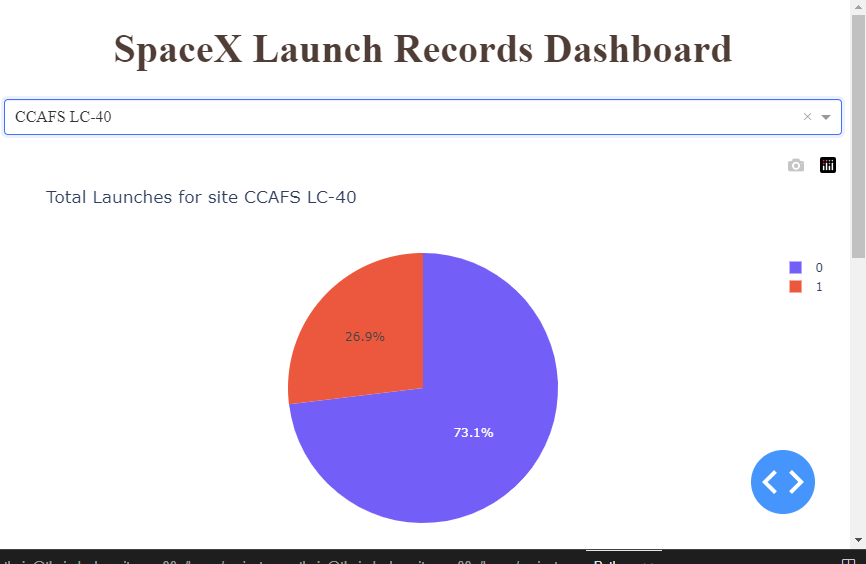 SpaceX Launch Records Dashboard
CCAFS LC-40
×
Total Launches for site CCAFS LC-40
0
1
26.9%
73.1%